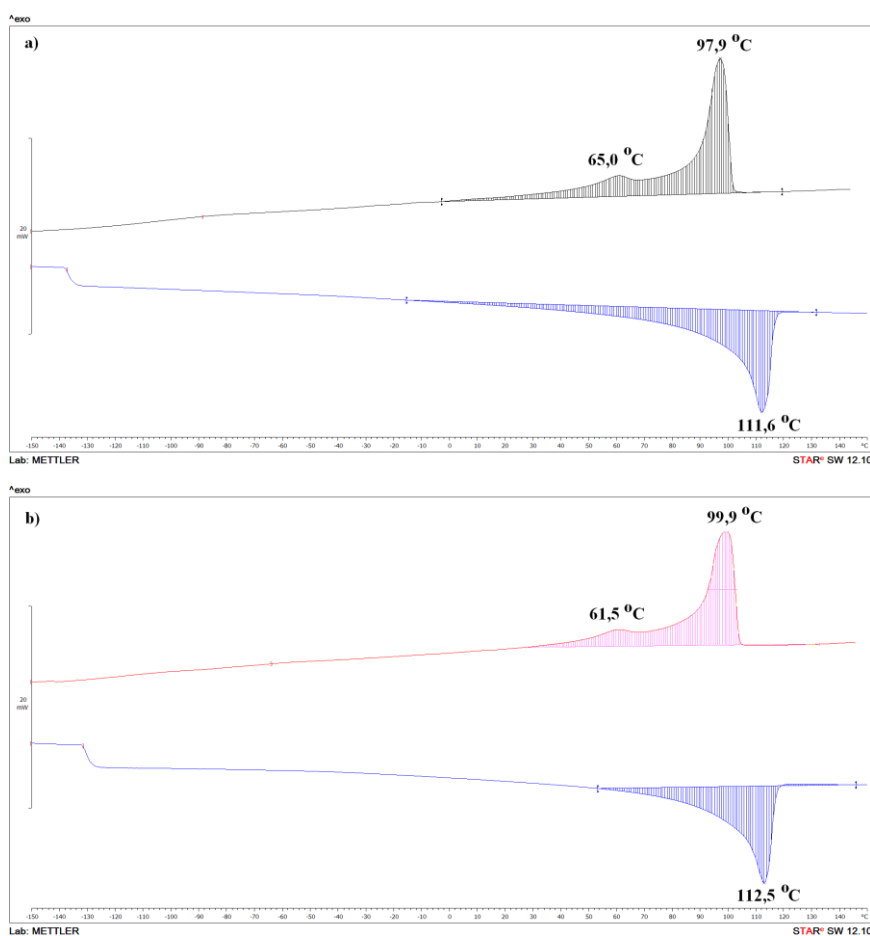 ^exo
a)
97,9 °C
65,0 °C
20
mW
-150 -140 -130 -120 -110 -100 -90 -80 -70 -60 -50 -40 -30 -20 -10 0 10 20 30 40 50 60 70 80 90 100 110 120 130 140 °C
111,6 °C
Lab: METTLER STARᵉ SW 12.10
^exo
b)
99,9 °C
61,5 °C
20
mW
-150 -140 -130 -120 -110 -100 -90 -80 -70 -60 -50 -40 -30 -20 -10 0 10 20 30 40 50 60 70 80 90 100 110 120 130 140 °C
112,5 °C
Lab: METTLER STARᵉ SW 12.10